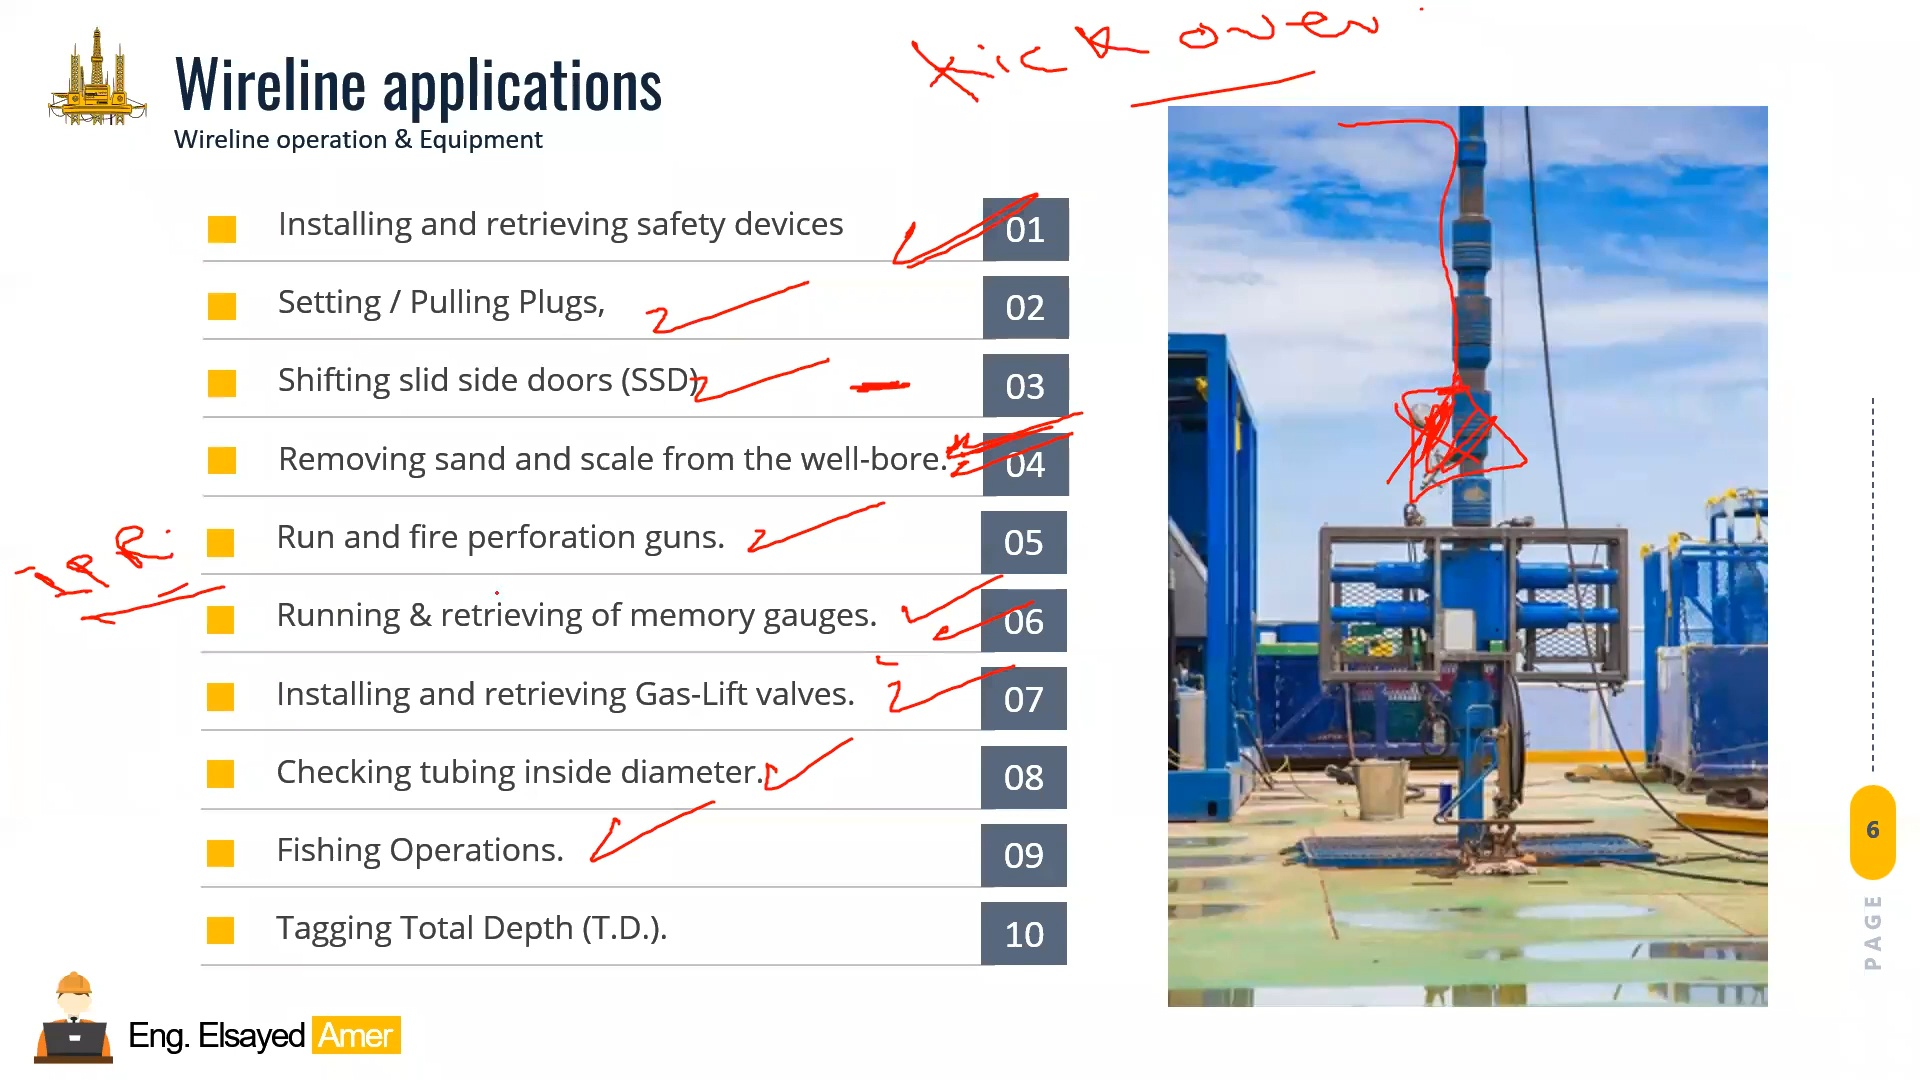 Kick over
Wireline applications
Wireline operation & Equipment
Installing and retrieving safety devices 01
Setting / Pulling Plugs, 02
Shifting slid side doors (SSD) 03
Removing sand and scale from the well-bore. 04
Run and fire perforation guns. 05
IPR
Running & retrieving of memory gauges. 06
Installing and retrieving Gas-Lift valves. 07
Checking tubing inside diameter. 08
Fishing Operations. 09
Tagging Total Depth (T.D.). 10
6
PAGE
Eng. Elsayed Amer